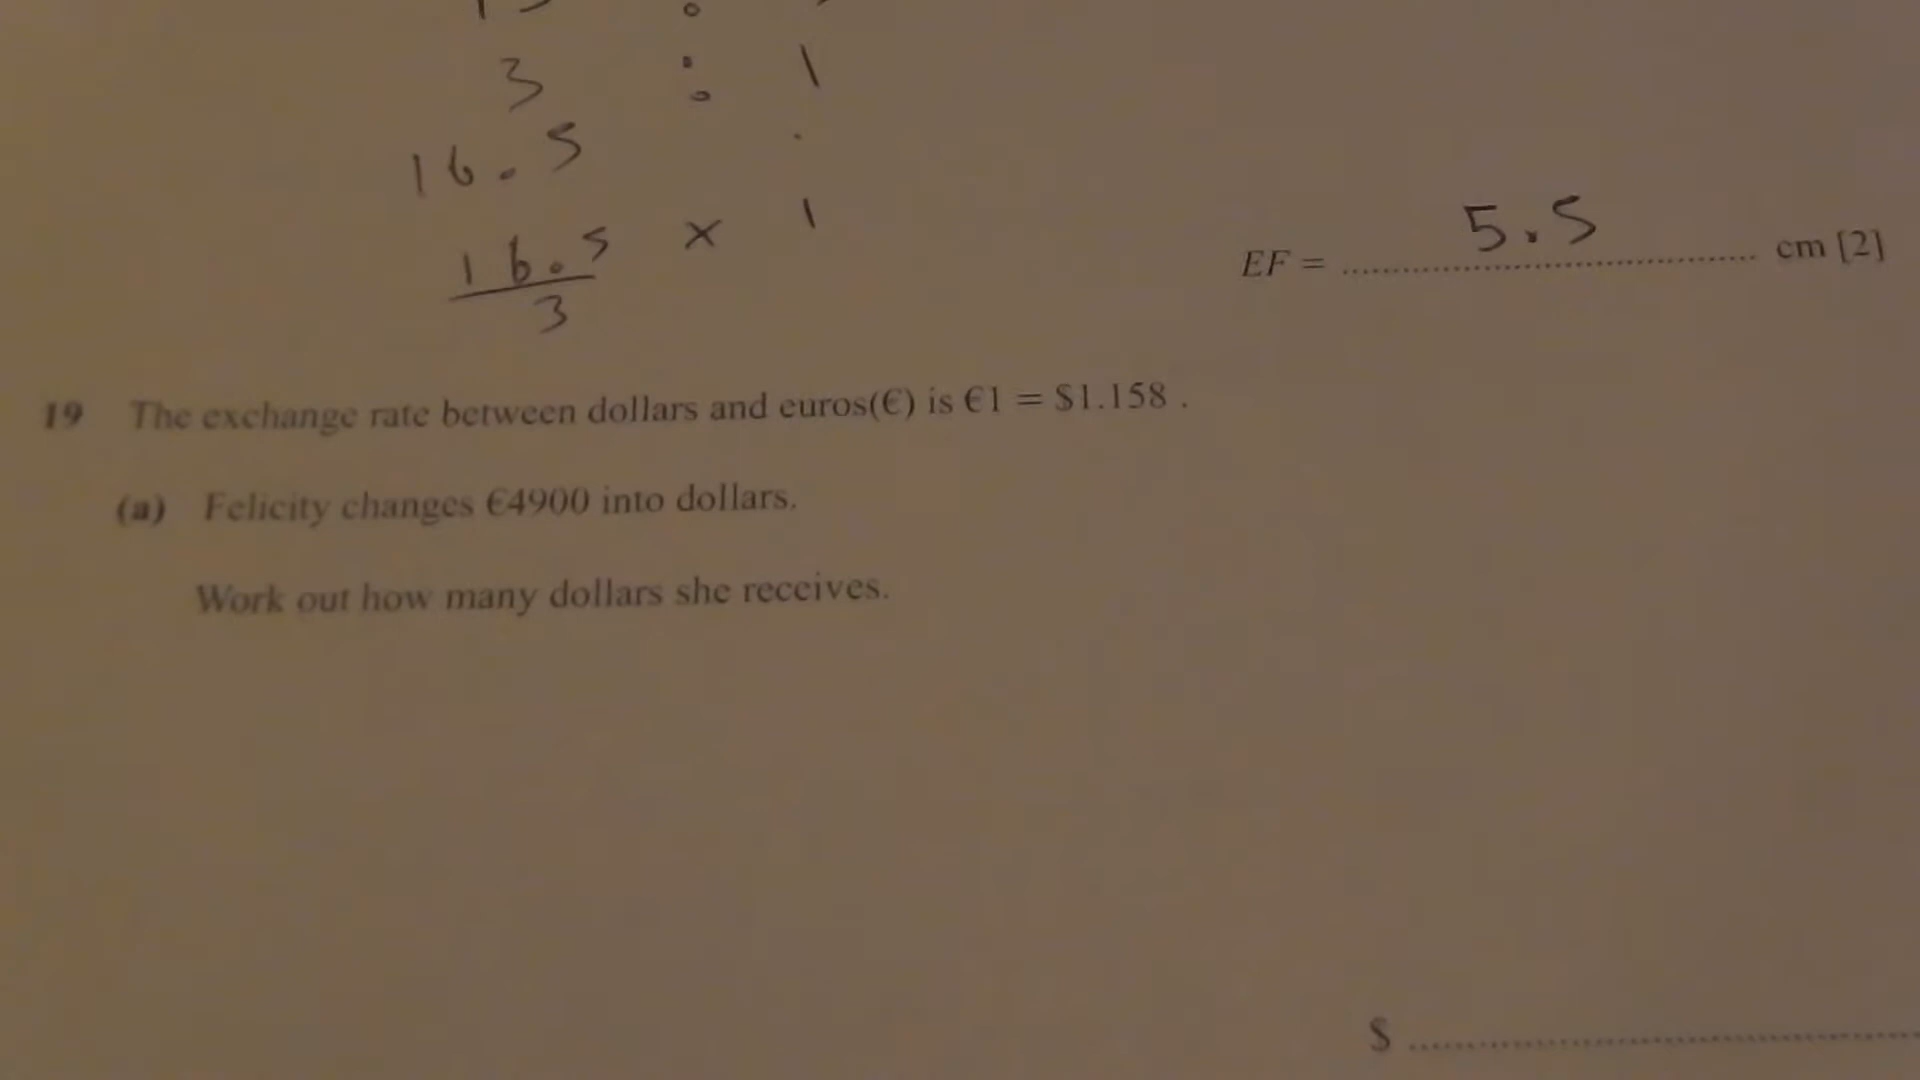 3 : 1
16.5
16.5 × 1
3
EF = 5.5 cm [2]
19 The exchange rate between dollars and euros(€) is €1 = $1.158 .
(a) Felicity changes €4900 into dollars.
Work out how many dollars she receives.
$